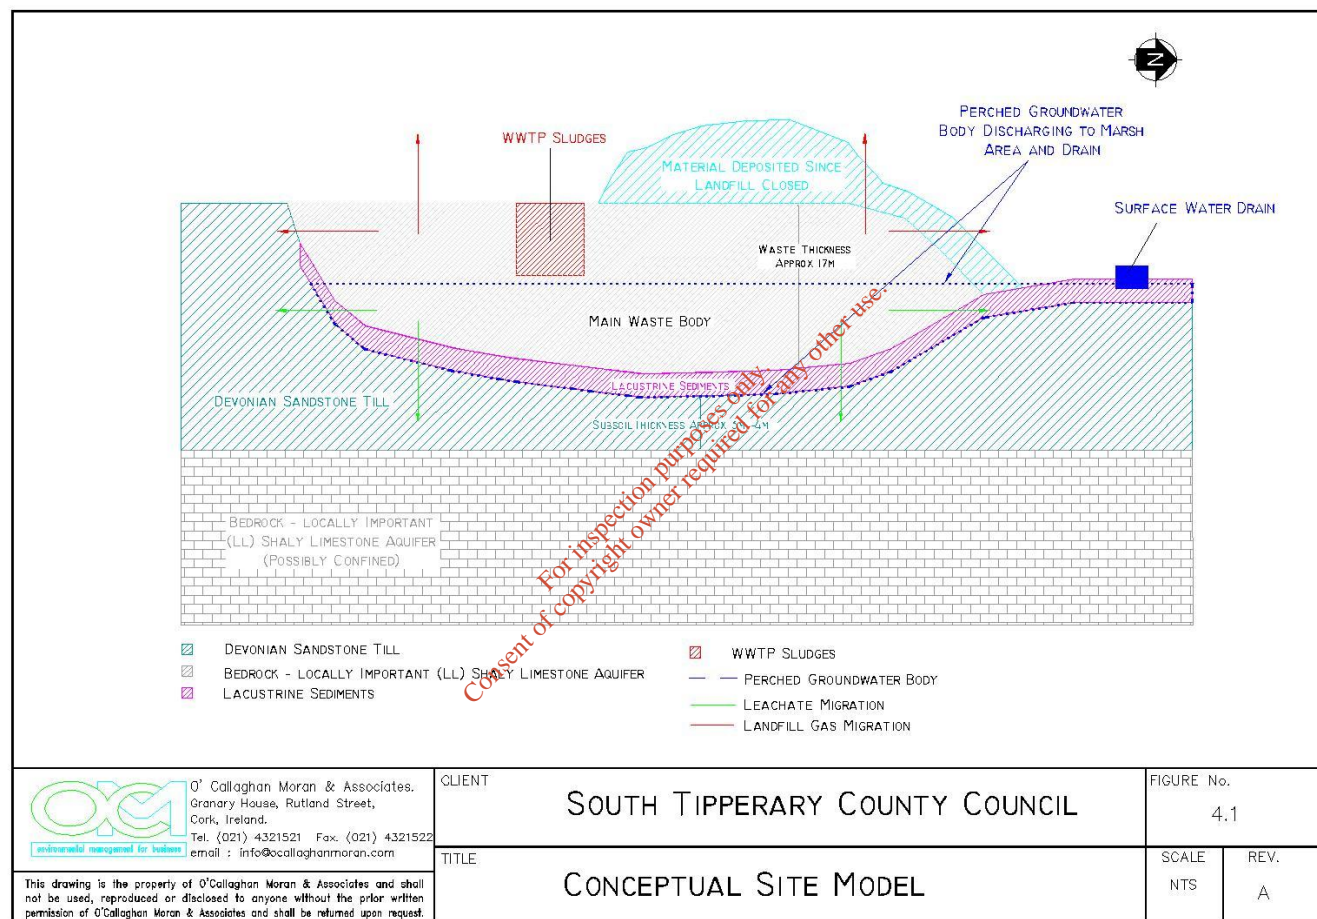 N
PERCHED GROUNDWATER
BODY DISCHARGING TO MARSH
AREA AND DRAIN
WWTP SLUDGES
MATERIAL DEPOSITED SINCE
LANDFILL CLOSED
SURFACE WATER DRAIN
WASTE THICKNESS
APPROX 17M
MAIN WASTE BODY
LACUSTRINE SEDIMENTS
DEVONIAN SANDSTONE TILL
SUBSOIL THICKNESS APPROX 4M
BEDROCK - LOCALLY IMPORTANT
(LL) SHALY LIMESTONE AQUIFER
(POSSIBLY CONFINED)
For inspection purposes only.
Consent of copyright owner required for any other use.
DEVONIAN SANDSTONE TILL
BEDROCK - LOCALLY IMPORTANT (LL) SHALY LIMESTONE AQUIFER
LACUSTRINE SEDIMENTS
WWTP SLUDGES
PERCHED GROUNDWATER BODY
LEACHATE MIGRATION
LANDFILL GAS MIGRATION
environmental management for business
O' Callaghan Moran & Associates.
Granary House, Rutland Street,
Cork, Ireland.
Tel. (021) 4321521 Fax. (021) 4321522
email : info@ocallaghanmoran.com
This drawing is the property of O'Callaghan Moran & Associates and shall
not be used, reproduced or disclosed to anyone without the prior written
permission of O'Callaghan Moran & Associates and shall be returned upon request.
CLIENT
SOUTH TIPPERARY COUNTY COUNCIL
TITLE
CONCEPTUAL SITE MODEL
FIGURE No.
4.1
SCALE
NTS
REV.
A